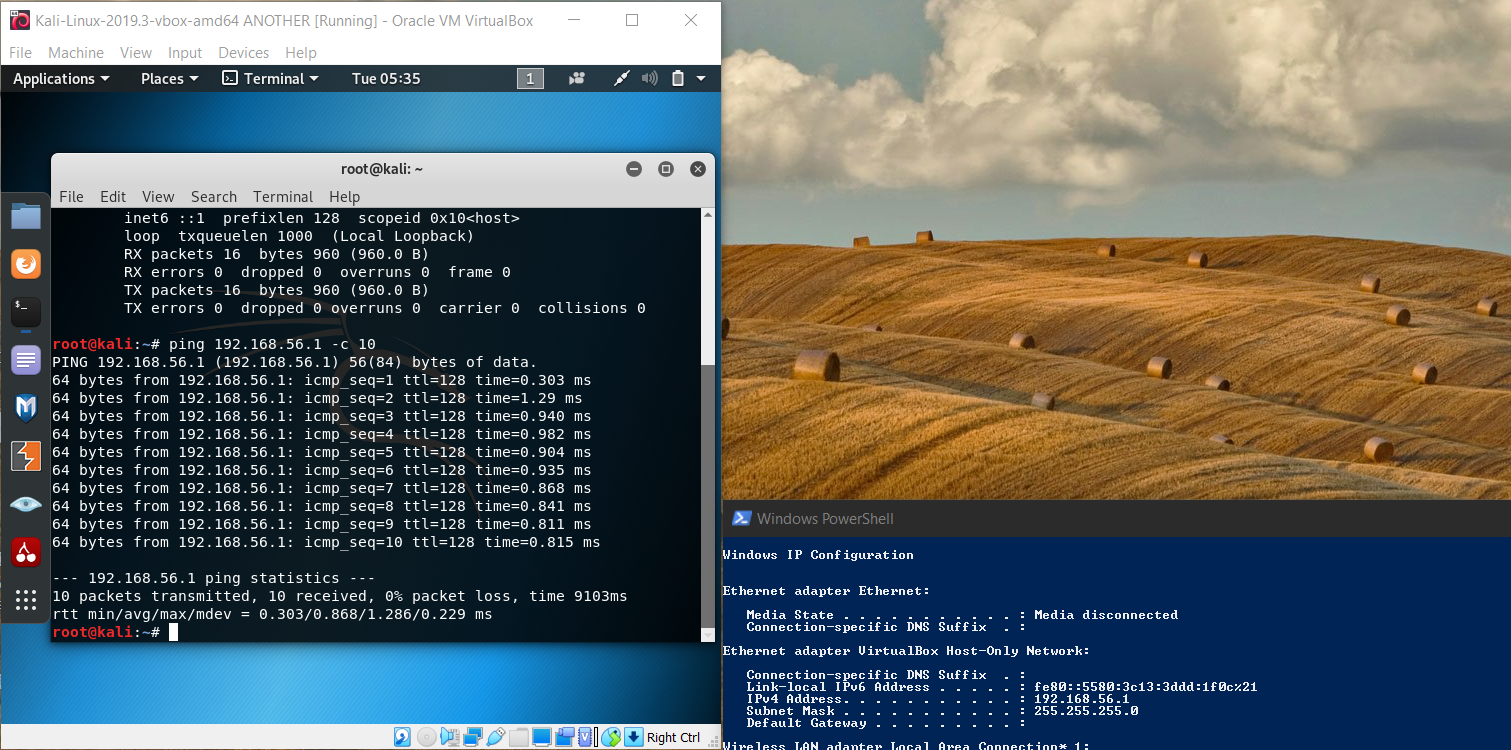 Kali-Linux-2019.3-vbox-amd64 ANOTHER [Running] - Oracle VM VirtualBox
File Machine View Input Devices Help
Applications Places Terminal Tue 05:35 1
root@kali: ~
File Edit View Search Terminal Help
inet6 ::1 prefixlen 128 scopeid 0x10<host>
loop txqueuelen 1000 (Local Loopback)
RX packets 16 bytes 960 (960.0 B)
RX errors 0 dropped 0 overruns 0 frame 0
TX packets 16 bytes 960 (960.0 B)
TX errors 0 dropped 0 overruns 0 carrier 0 collisions 0
root@kali:~# ping 192.168.56.1 -c 10
PING 192.168.56.1 (192.168.56.1) 56(84) bytes of data.
64 bytes from 192.168.56.1: icmp_seq=1 ttl=128 time=0.303 ms
64 bytes from 192.168.56.1: icmp_seq=2 ttl=128 time=1.29 ms
64 bytes from 192.168.56.1: icmp_seq=3 ttl=128 time=0.940 ms
64 bytes from 192.168.56.1: icmp_seq=4 ttl=128 time=0.982 ms
64 bytes from 192.168.56.1: icmp_seq=5 ttl=128 time=0.904 ms
64 bytes from 192.168.56.1: icmp_seq=6 ttl=128 time=0.935 ms
64 bytes from 192.168.56.1: icmp_seq=7 ttl=128 time=0.868 ms
64 bytes from 192.168.56.1: icmp_seq=8 ttl=128 time=0.841 ms
64 bytes from 192.168.56.1: icmp_seq=9 ttl=128 time=0.811 ms
64 bytes from 192.168.56.1: icmp_seq=10 ttl=128 time=0.815 ms
--- 192.168.56.1 ping statistics ---
10 packets transmitted, 10 received, 0% packet loss, time 9103ms
rtt min/avg/max/mdev = 0.303/0.868/1.286/0.229 ms
root@kali:~#
Right Ctrl
Windows PowerShell
Windows IP Configuration
Ethernet adapter Ethernet:
Media State . . . . . . . . . . . : Media disconnected
Connection-specific DNS Suffix . :
Ethernet adapter VirtualBox Host-Only Network:
Connection-specific DNS Suffix . :
Link-local IPv6 Address . . . . . : fe80::5580:3c13:3ddd:1f0c%21
IPv4 Address. . . . . . . . . . . : 192.168.56.1
Subnet Mask . . . . . . . . . . . : 255.255.255.0
Default Gateway . . . . . . . . . :
Wireless LAN adapter Local Area Connection* 1: